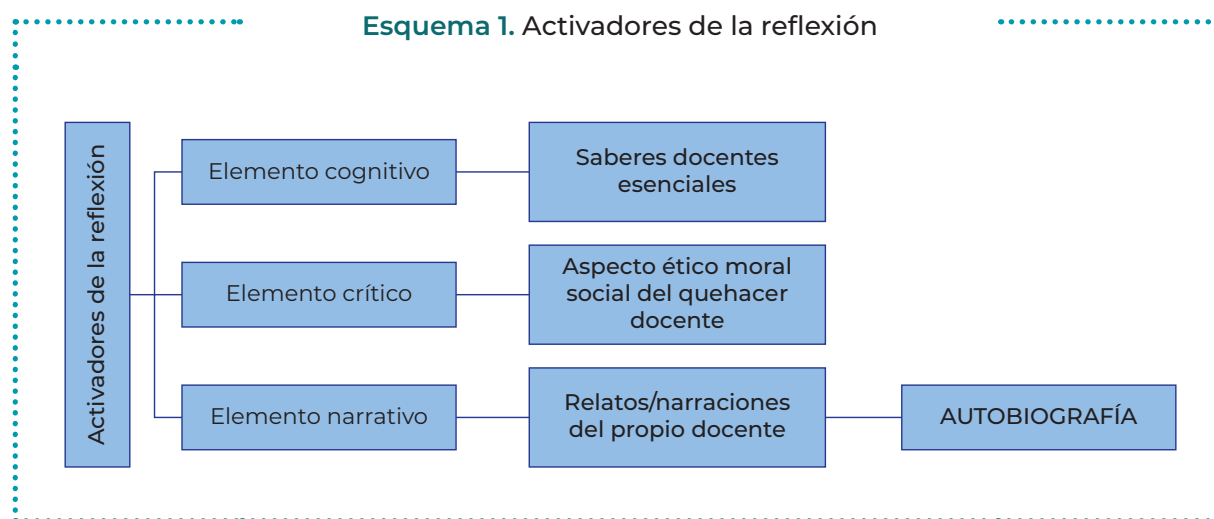 Esquema 1. Activadores de la reflexión
Activadores de la reflexión
Elemento cognitivo
Saberes docentes
esenciales
Elemento crítico
Aspecto ético moral
social del quehacer
docente
Elemento narrativo
Relatos/narraciones
del propio docente
AUTOBIOGRAFÍA